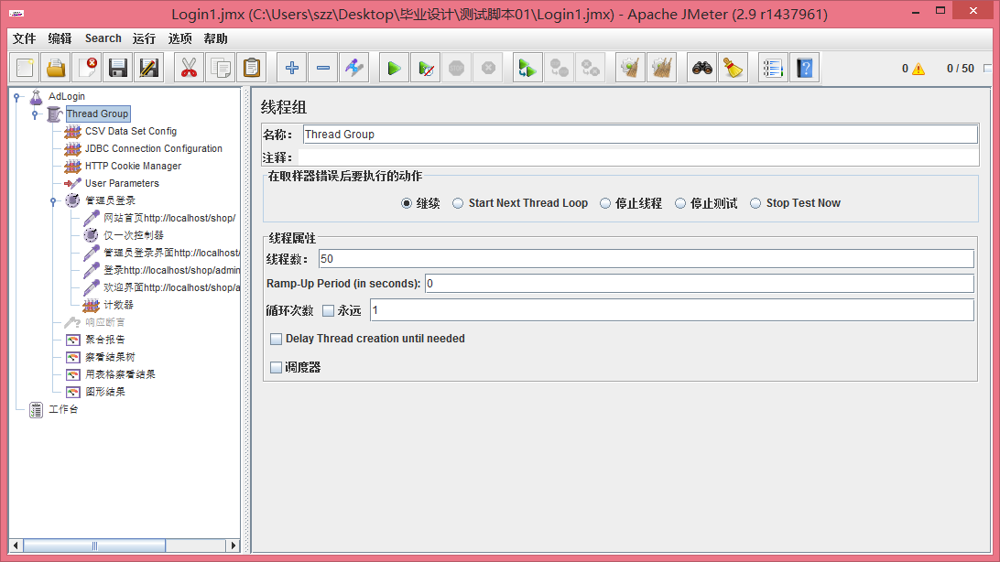 Login1.jmx (C:\Users\szz\Desktop\毕业设计\测试脚本01\Login1.jmx) - Apache JMeter (2.9 r1437961)
文件 编辑 Search 运行 选项 帮助
0 0 / 50
AdLogin
Thread Group
CSV Data Set Config
JDBC Connection Configuration
HTTP Cookie Manager
User Parameters
管理员登录
网站首页http://localhost/shop/
仅一次控制器
管理员登录界面http://localhost/
登录http://localhost/shop/admin
欢迎界面http://localhost/shop/a
计数器
响应断言
聚合报告
察看结果树
用表格察看结果
图形结果
工作台
线程组
名称: Thread Group
注释:
在取样器错误后要执行的动作
继续 Start Next Thread Loop 停止线程 停止测试 Stop Test Now
线程属性
线程数: 50
Ramp-Up Period (in seconds): 0
循环次数 永远 1
Delay Thread creation until needed
调度器